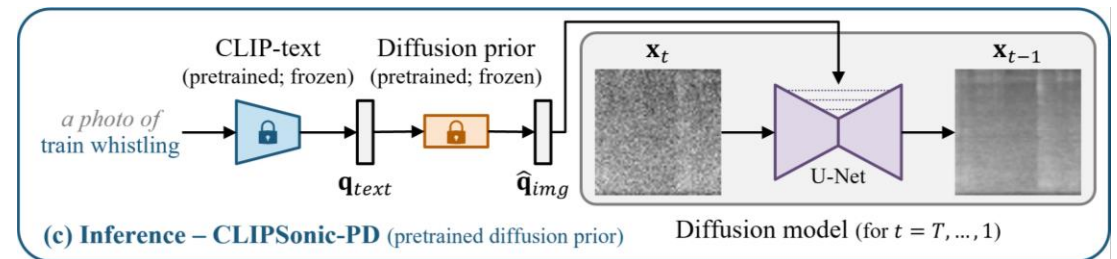 CLIP-text
(pretrained; frozen)
Diffusion prior
(pretrained; frozen)
a photo of
train whistling
q_text
q̂_img
x_t
x_{t−1}
U-Net
(c) Inference – CLIPSonic-PD (pretrained diffusion prior)
Diffusion model (for t = T, … , 1)